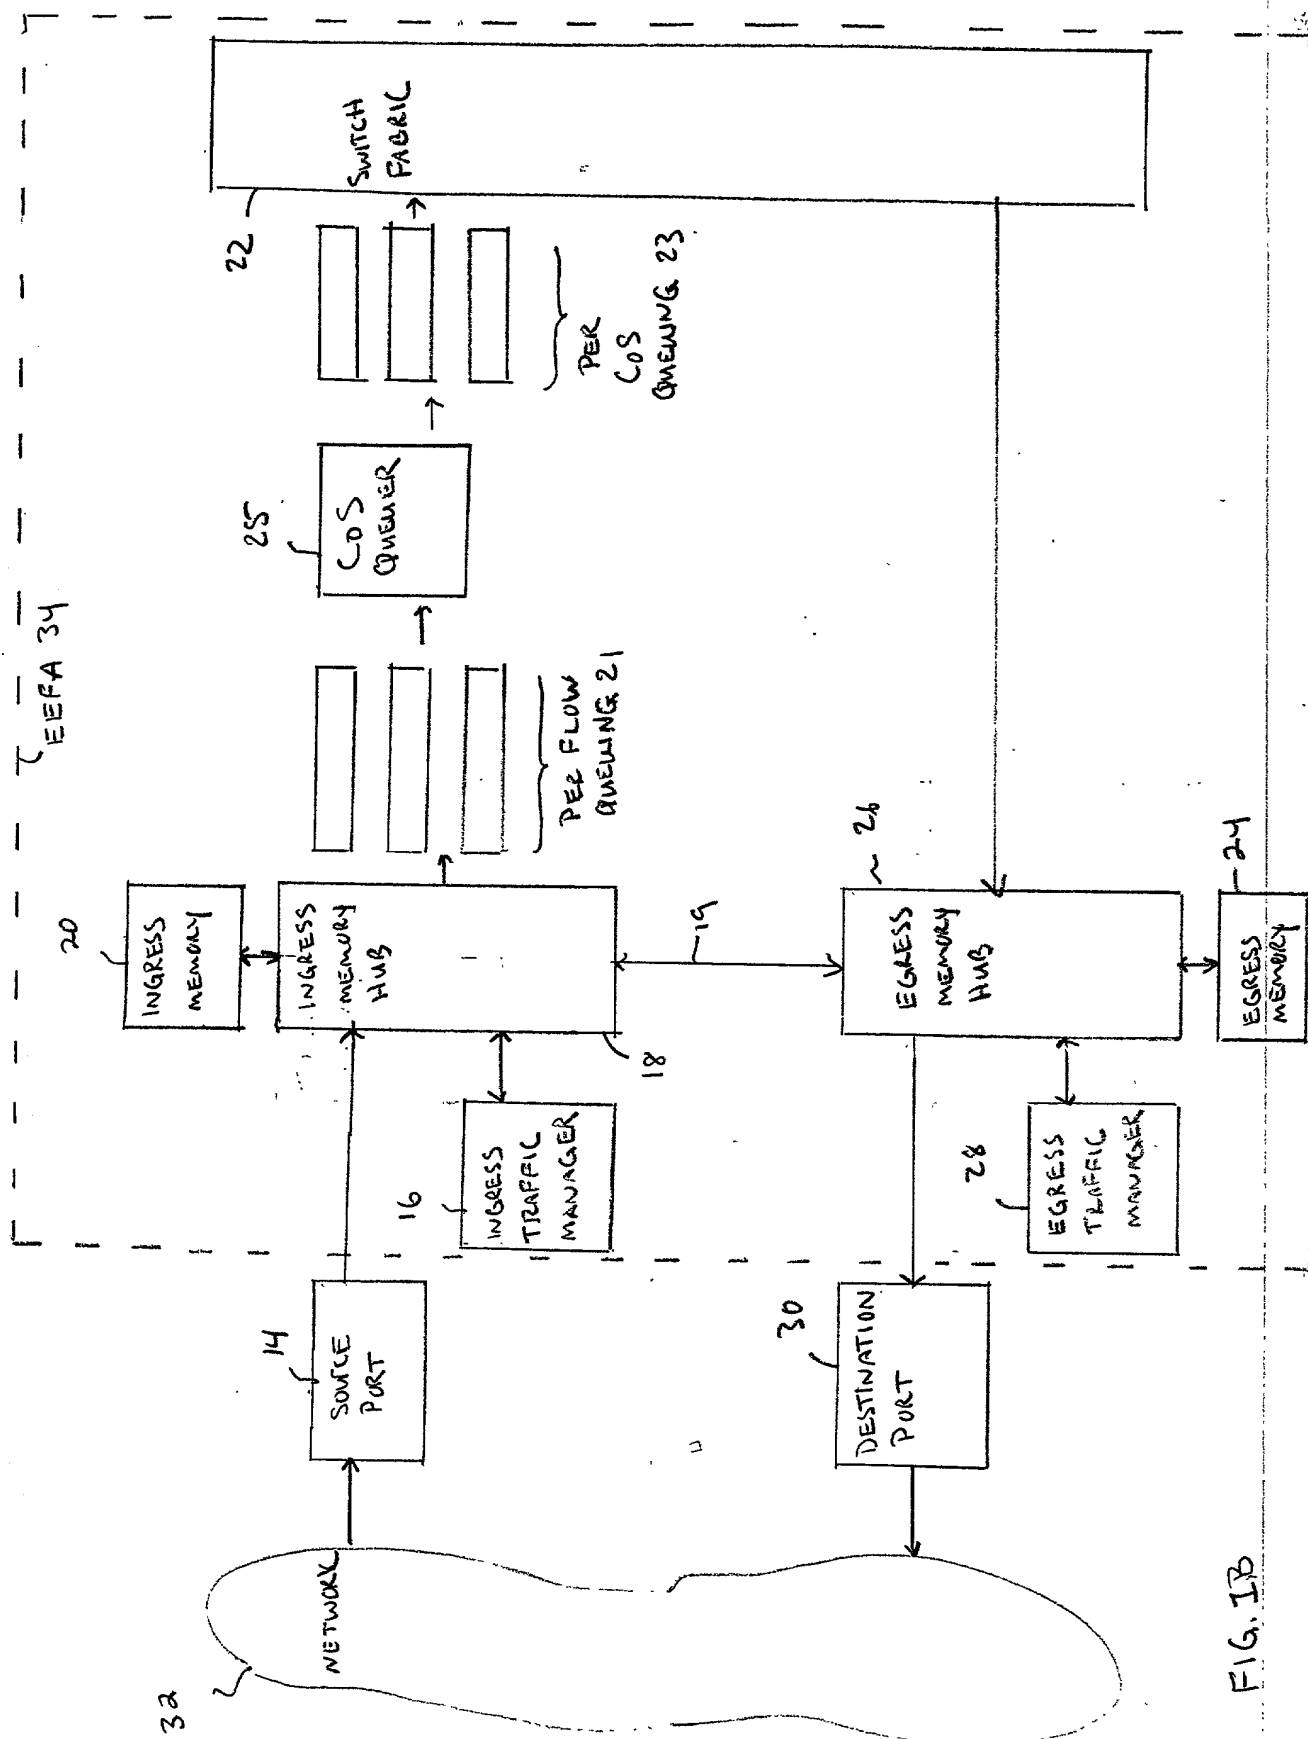 EEFA 34
20
INGRESS
MEMORY
INGRESS
MEMORY
HUB
18
16
INGRESS
TRAFFIC
MANAGER
14
SOURCE
PORT
32
NETWORK
PER FLOW
QUEUING 21
25
COS
QUEUER
PER
COS
QUEUING 23
22
SWITCH
FABRIC
19
26
EGRESS
MEMORY
HUB
24
EGRESS
MEMORY
28
EGRESS
TRAFFIC
MANAGER
30
DESTINATION
PORT
FIG. 1B